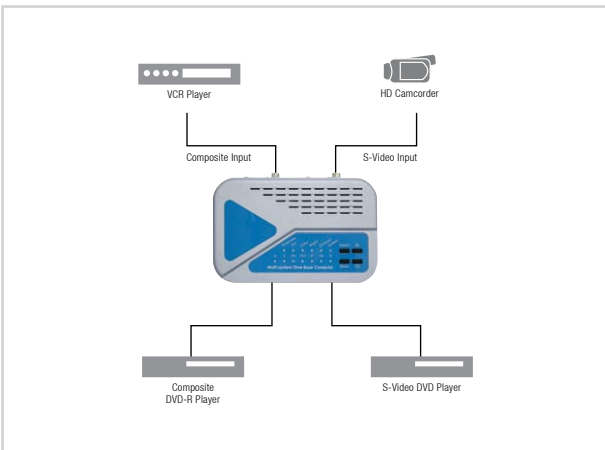 VCR Player
HD Camcorder
Composite Input
S-Video Input
Multi-system Time Base Corrector
Composite
DVD-R Player
S-Video DVD Player